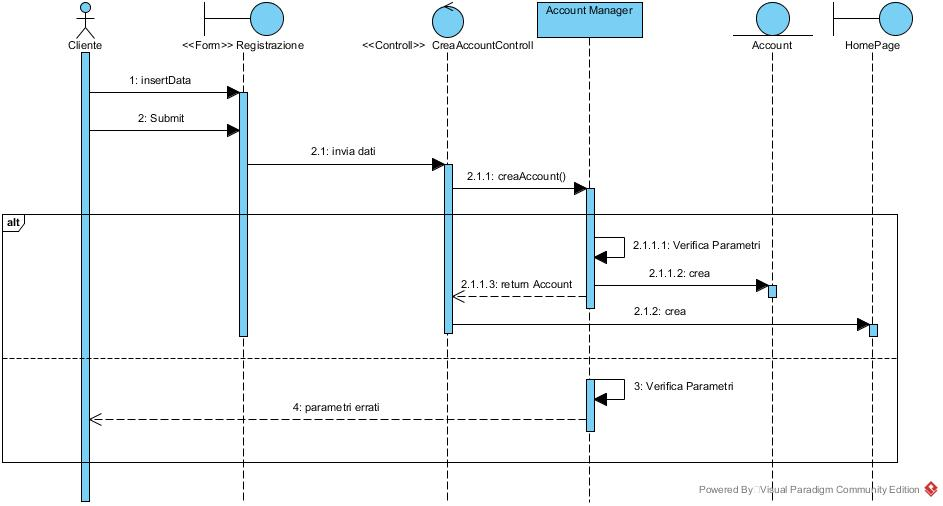 Cliente
<<Form>> Registrazione
<<Controll>> CreaAccountControll
Account Manager
Account
HomePage
1: insertData
2: Submit
2.1: invia dati
2.1.1: creaAccount()
alt
2.1.1.1: Verifica Parametri
2.1.1.2: crea
2.1.1.3: return Account
2.1.2: crea
3: Verifica Parametri
4: parametri errati
Powered By Visual Paradigm Community Edition